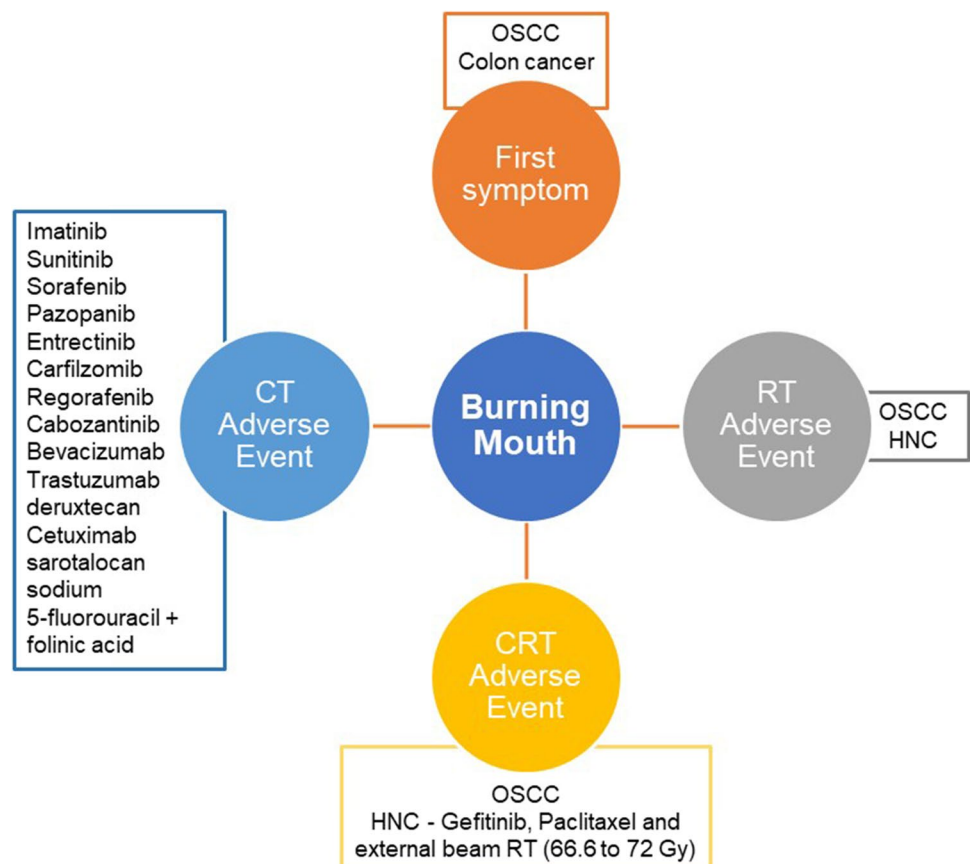 OSCC
Colon cancer
First
symptom
Imatinib
Sunitinib
Sorafenib
Pazopanib
Entrectinib
Carfilzomib
Regorafenib
Cabozantinib
Bevacizumab
Trastuzumab
deruxtecan
Cetuximab
sarotalocan
sodium
5-fluorouracil +
folinic acid
CT
Adverse
Event
Burning
Mouth
RT
Adverse
Event
OSCC
HNC
CRT
Adverse
Event
OSCC
HNC - Gefitinib, Paclitaxel and
external beam RT (66.6 to 72 Gy)